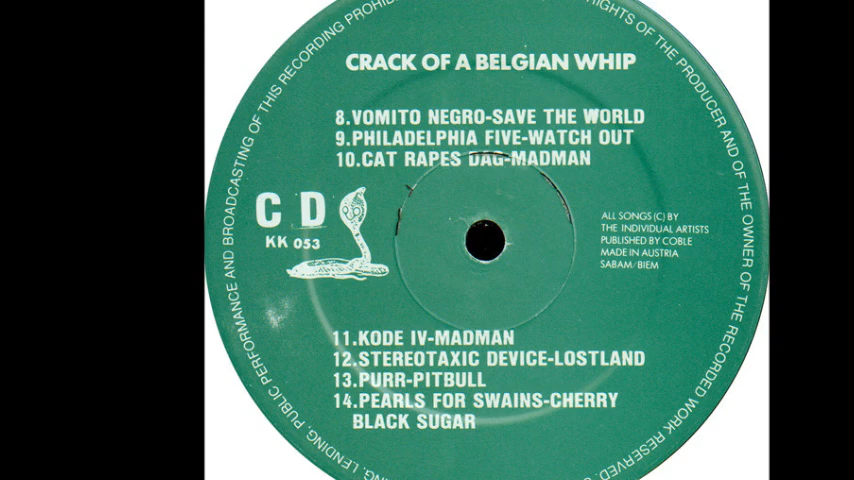 CRACK OF A BELGIAN WHIP
8.VOMITO NEGRO-SAVE THE WORLD
9.PHILADELPHIA FIVE-WATCH OUT
10.CAT RAPES DAG-MADMAN
C D
KK 053
ALL SONGS (C) BY
THE INDIVIDUAL ARTISTS
PUBLISHED BY COBLE
MADE IN AUSTRIA
SABAM/BIEM
11.KODE IV-MADMAN
12.STEREOTAXIC DEVICE-LOSTLAND
13.PURR-PITBULL
14.PEARLS FOR SWAINS-CHERRY
BLACK SUGAR
RIGHTS OF THE PRODUCER AND OF THE OWNER OF THE RECORDED WORK RESERVED.
LENDING, PUBLIC PERFORMANCE AND BROADCASTING OF THIS RECORDING